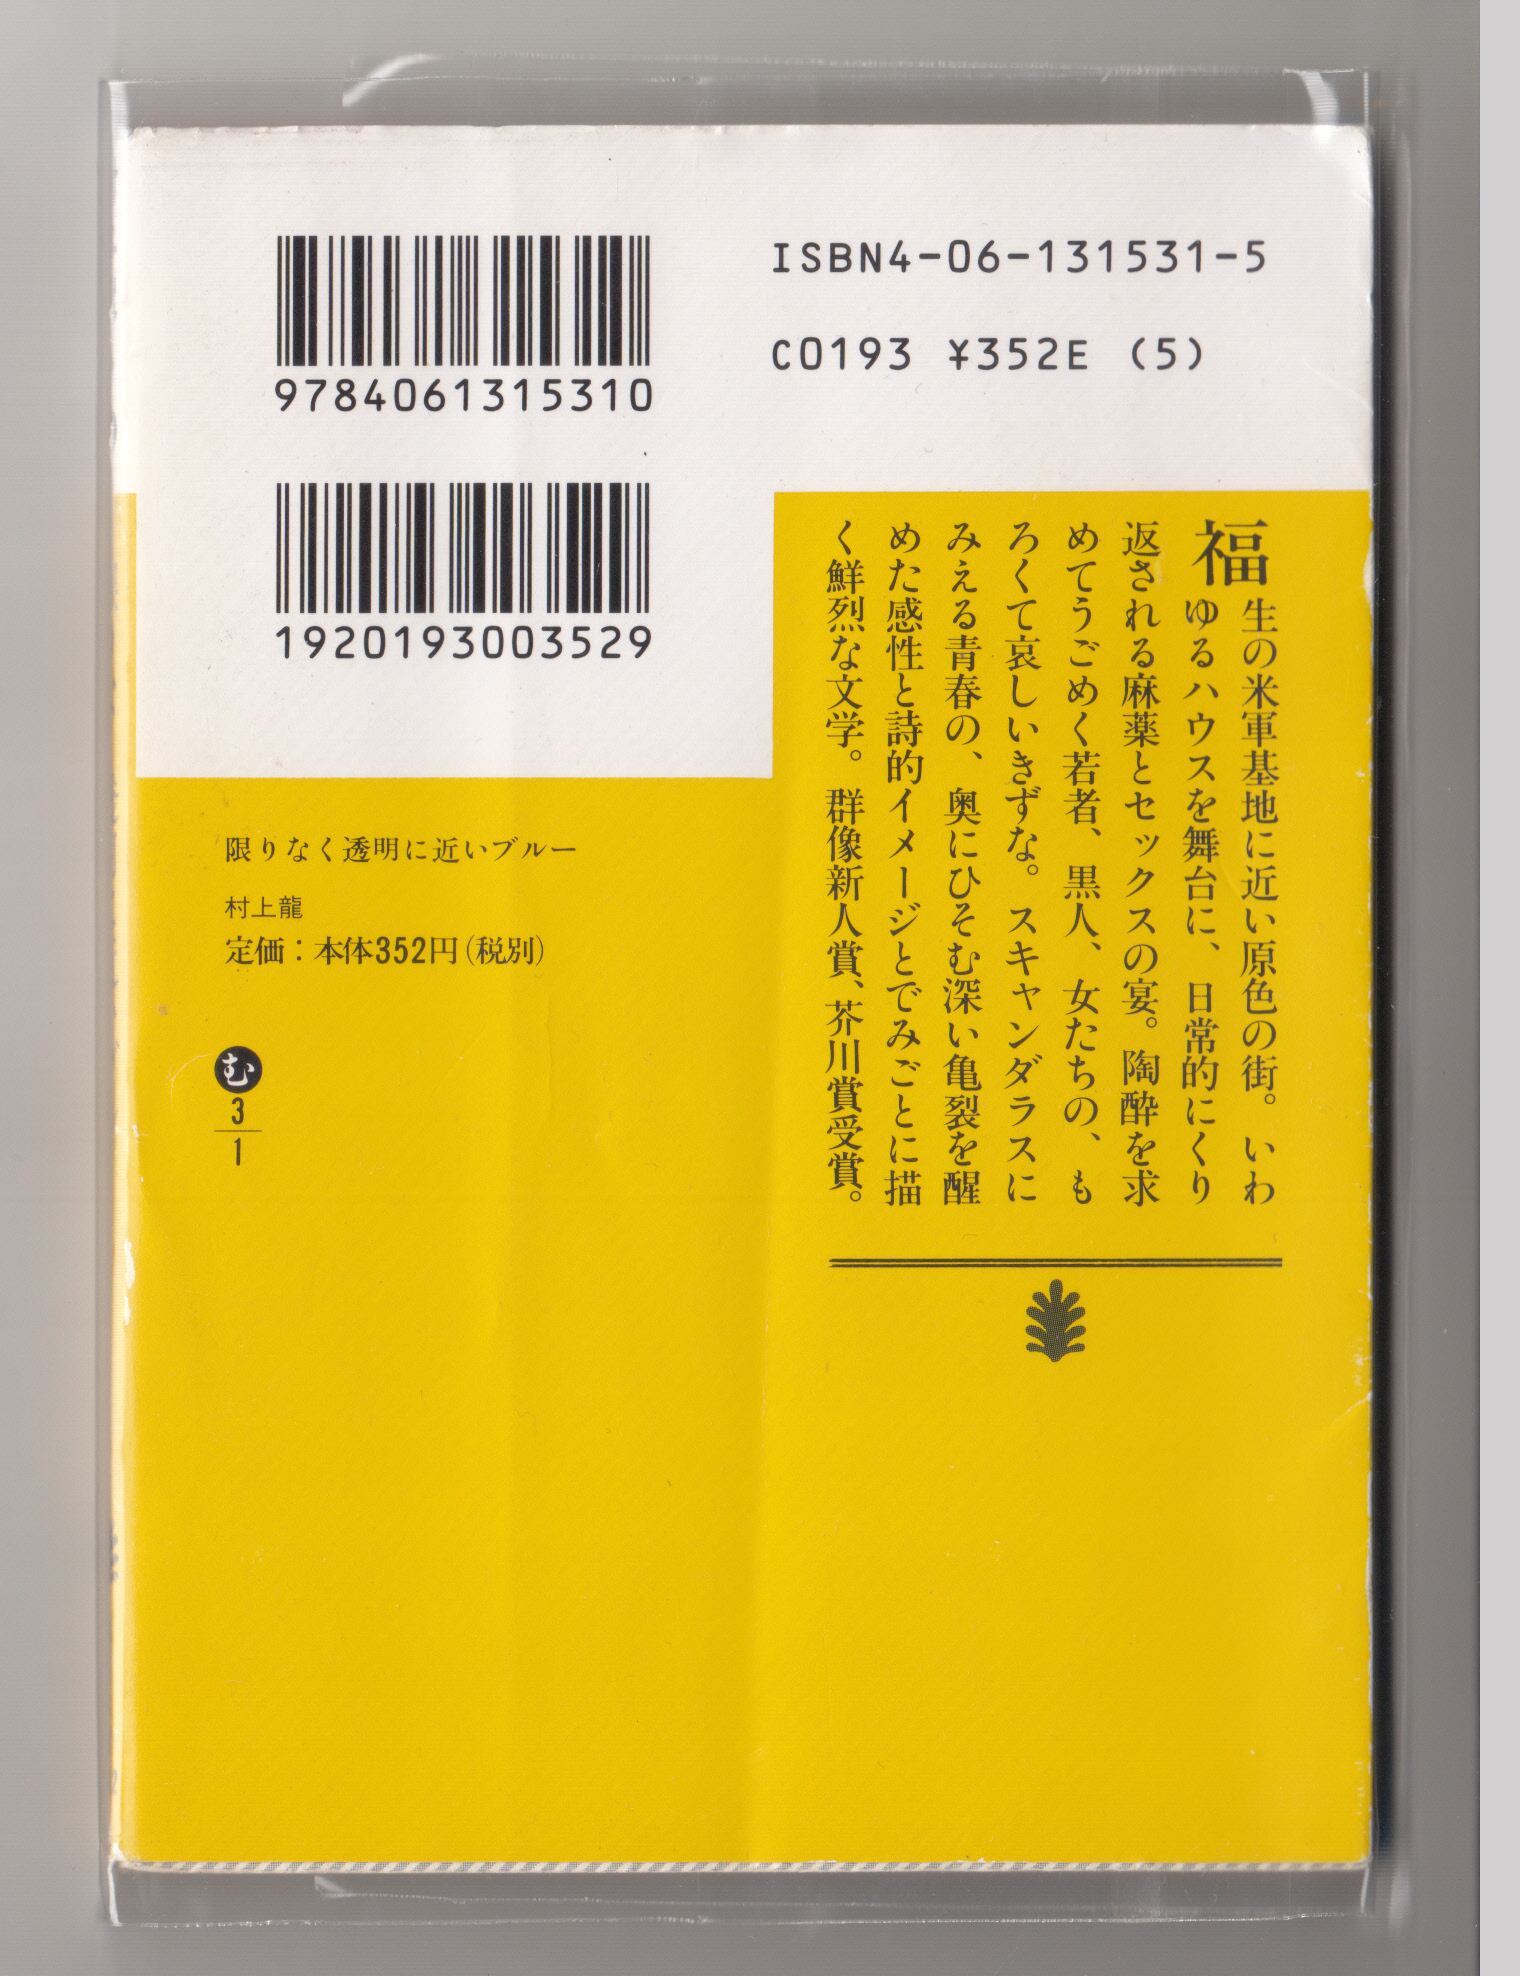 ISBN4-06-131531-5
C0193 ¥352E (5)
9784061315310
1920193003529
福生の米軍基地に近い原色の街。いわ
ゆるハウスを舞台に、日常的にくり
返される麻薬とセックスの宴。陶酔を求
めてうごめく若者、黒人、女たちの、も
ろくて哀しいきずな。スキャンダラスに
みえる青春の、奥にひそむ深い亀裂を醒
めた感性と詩的イメージとでみごとに描
く鮮烈な文学。群像新人賞、芥川賞受賞。
限りなく透明に近いブルー
村上龍
定価：本体352円（税別）
む
3
1